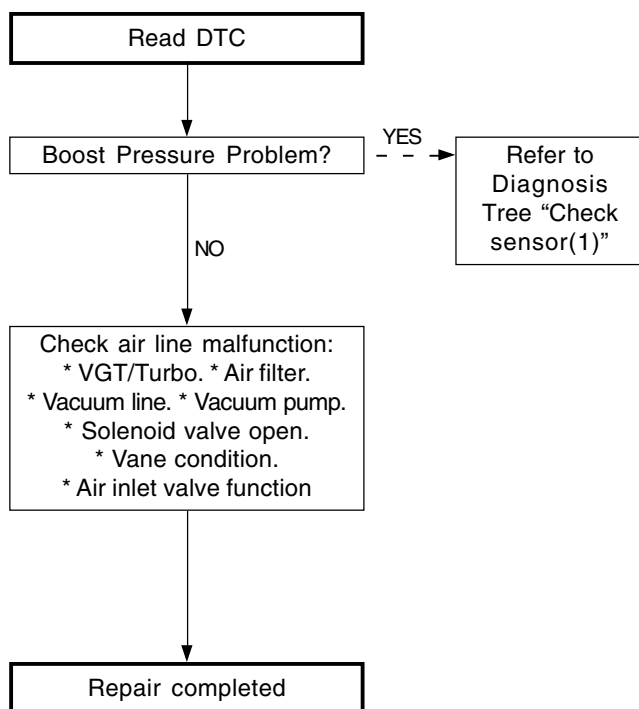 Read DTC
Boost Pressure Problem?
YES
Refer to
Diagnosis
Tree “Check
sensor(1)”
NO
Check air line malfunction:
* VGT/Turbo. * Air filter.
* Vacuum line. * Vacuum pump.
* Solenoid valve open.
* Vane condition.
* Air inlet valve function
Repair completed